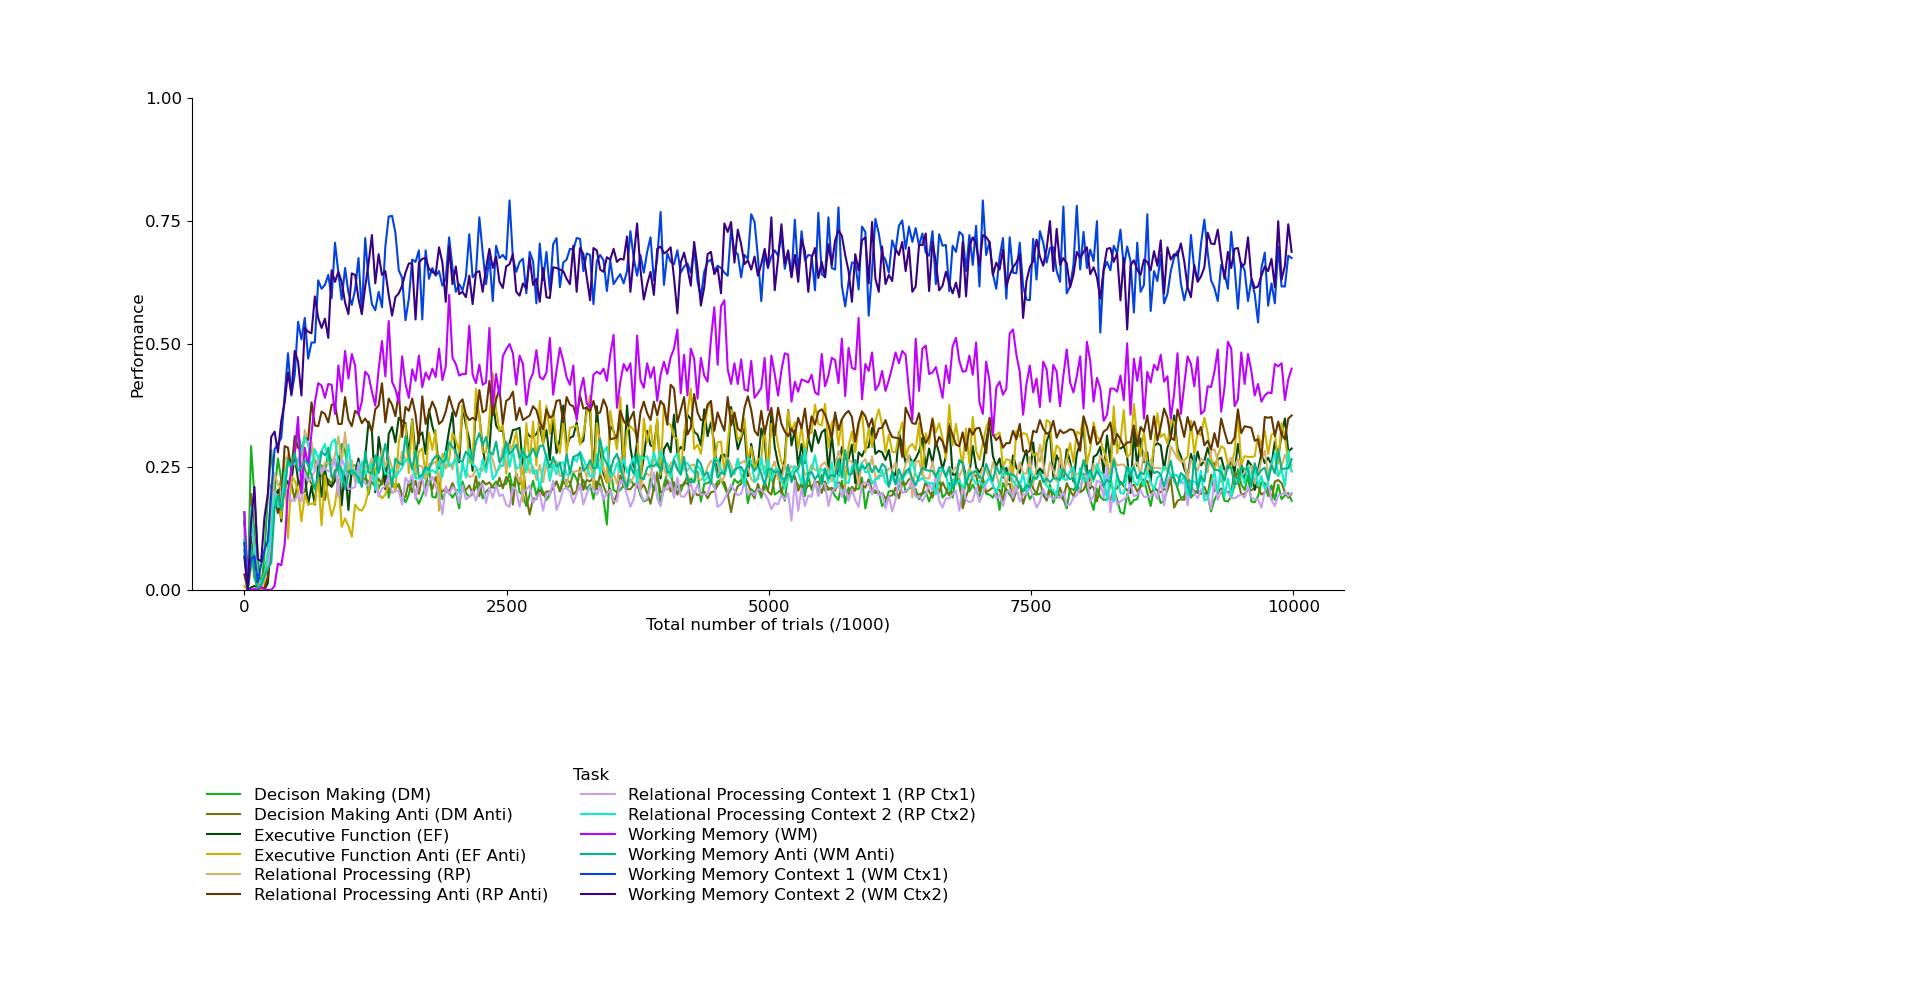 1.00
0.75
0.50
0.25
0.00
Performance
0
2500
5000
7500
10000
Total number of trials (/1000)
Task
Decison Making (DM)
Decision Making Anti (DM Anti)
Executive Function (EF)
Executive Function Anti (EF Anti)
Relational Processing (RP)
Relational Processing Anti (RP Anti)
Relational Processing Context 1 (RP Ctx1)
Relational Processing Context 2 (RP Ctx2)
Working Memory (WM)
Working Memory Anti (WM Anti)
Working Memory Context 1 (WM Ctx1)
Working Memory Context 2 (WM Ctx2)